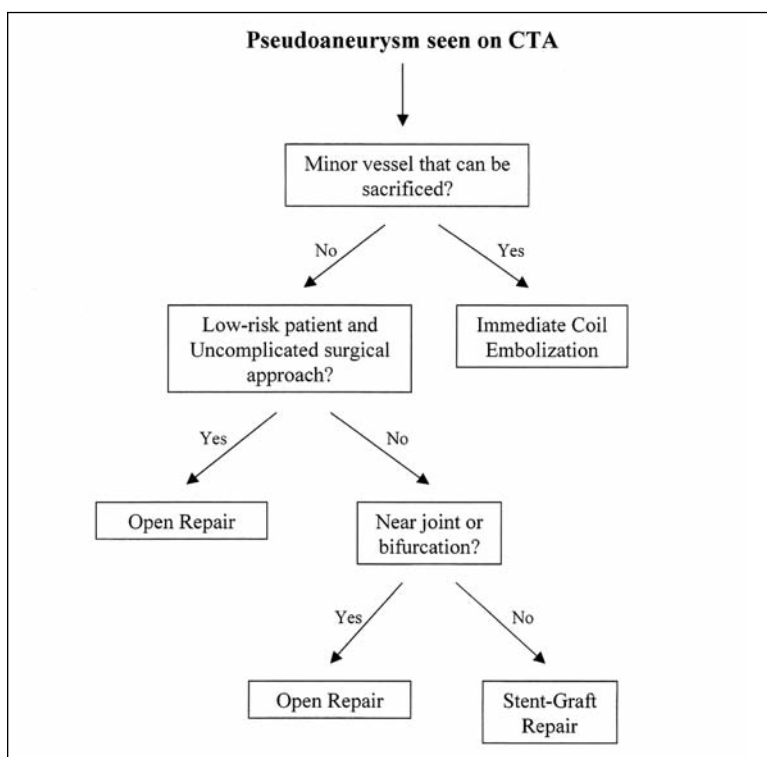 Pseudoaneurysm seen on CTA
Minor vessel that can be
sacrificed?
No
Yes
Low-risk patient and
Uncomplicated surgical
approach?
Immediate Coil
Embolization
Yes
No
Open Repair
Near joint or
bifurcation?
Yes
No
Open Repair
Stent-Graft
Repair